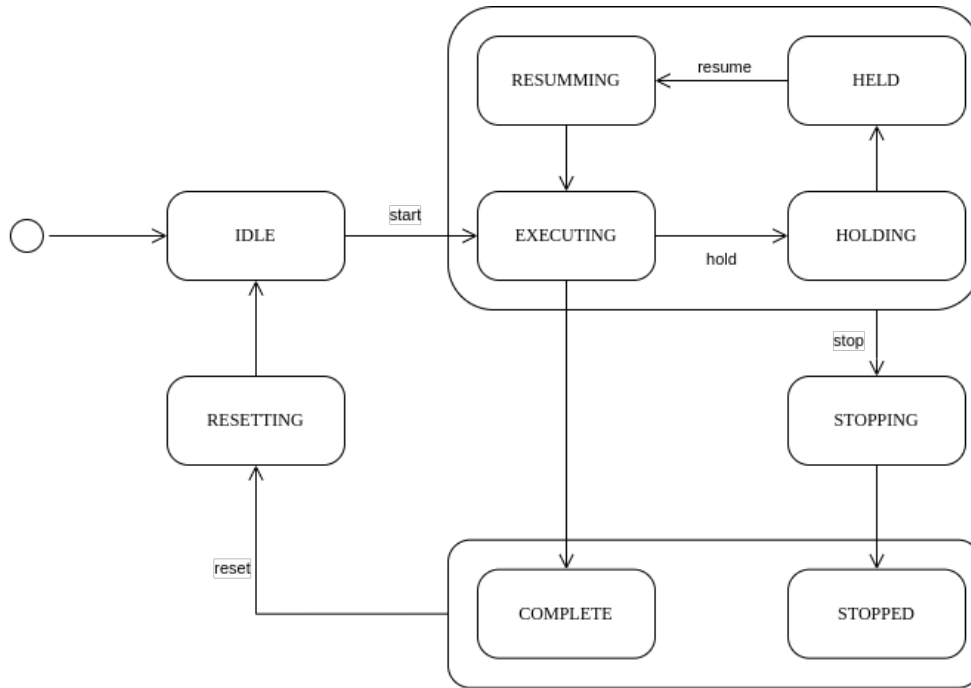 RESUMMING
resume
HELD
IDLE
start
EXECUTING
hold
HOLDING
stop
RESETTING
STOPPING
reset
COMPLETE
STOPPED